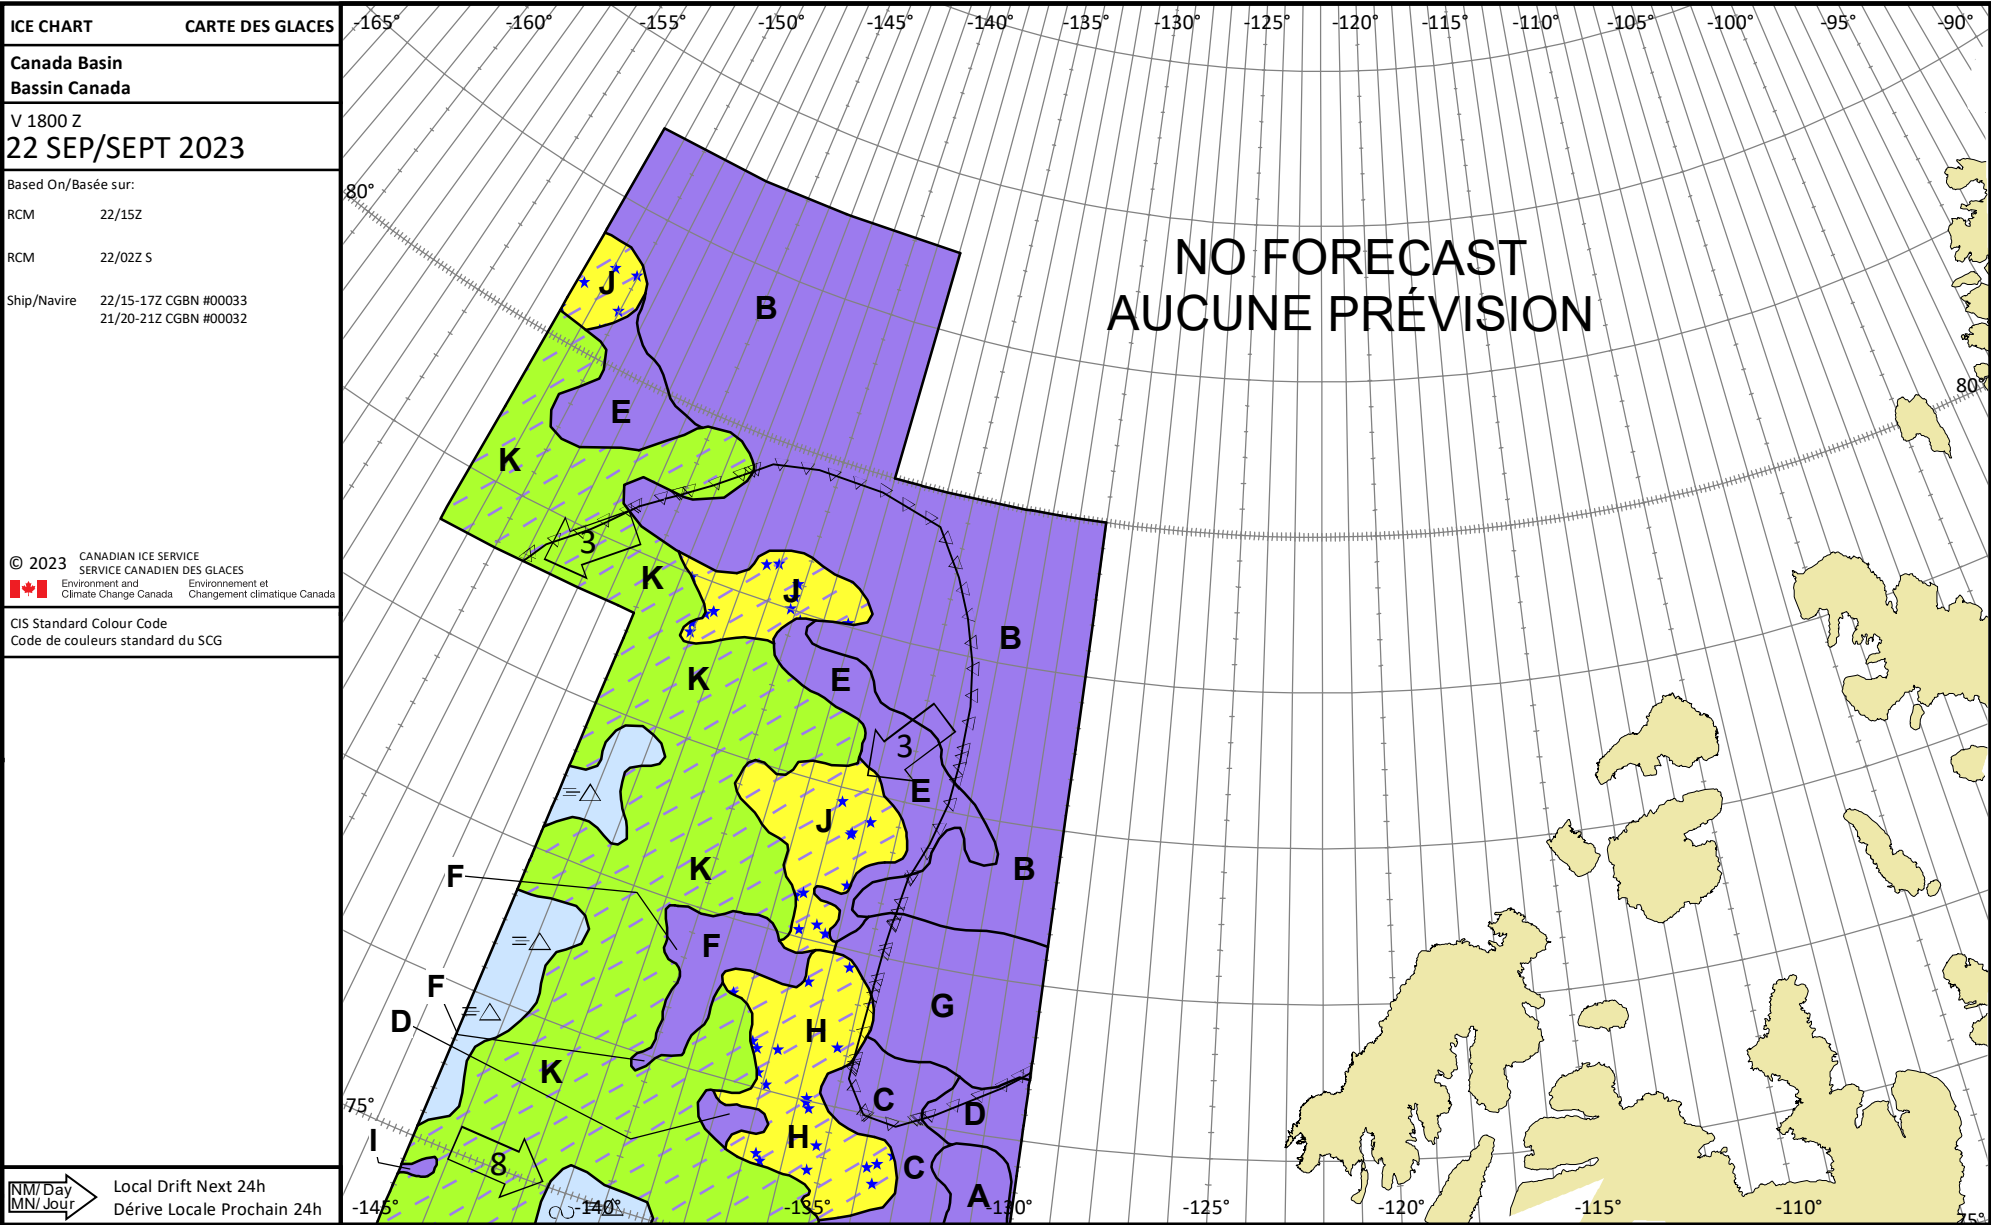 ICE CHART CARTE DES GLACES
Canada Basin
Bassin Canada
V 1800 Z
22 SEP/SEPT 2023
Based On/Basée sur:
RCM 22/15Z
RCM 22/02Z S
Ship/Navire 22/15-17Z CGBN #00033
21/20-21Z CGBN #00032
© 2023 CANADIAN ICE SERVICE
SERVICE CANADIEN DES GLACES
Environment and Environnement et
Climate Change Canada Changement climatique Canada
CIS Standard Colour Code
Code de couleurs standard du SCG
NM/Day Local Drift Next 24h
MN/Jour Dérive Locale Prochain 24h
-165° -160° -155° -150° -145° -140° -135° -130° -125° -120° -115° -110° -105° -100° -95° -90°
80°
NO FORECAST
AUCUNE PRÉVISION
J
B
80°
E
K
3
K
J
B
K
E
3
E
J
K
B
F
F
F
G
D
H
K
C
D
75°
H
I
8
C
A
-145° -140° -135° -130° -125° -120° -115° -110° 75°